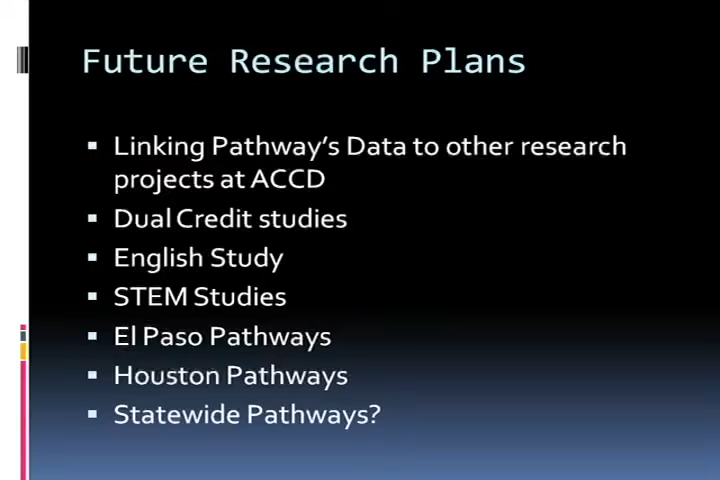 Future Research Plans
Linking Pathway's Data to other research
projects at ACCD
Dual Credit studies
English Study
STEM Studies
El Paso Pathways
Houston Pathways
Statewide Pathways?